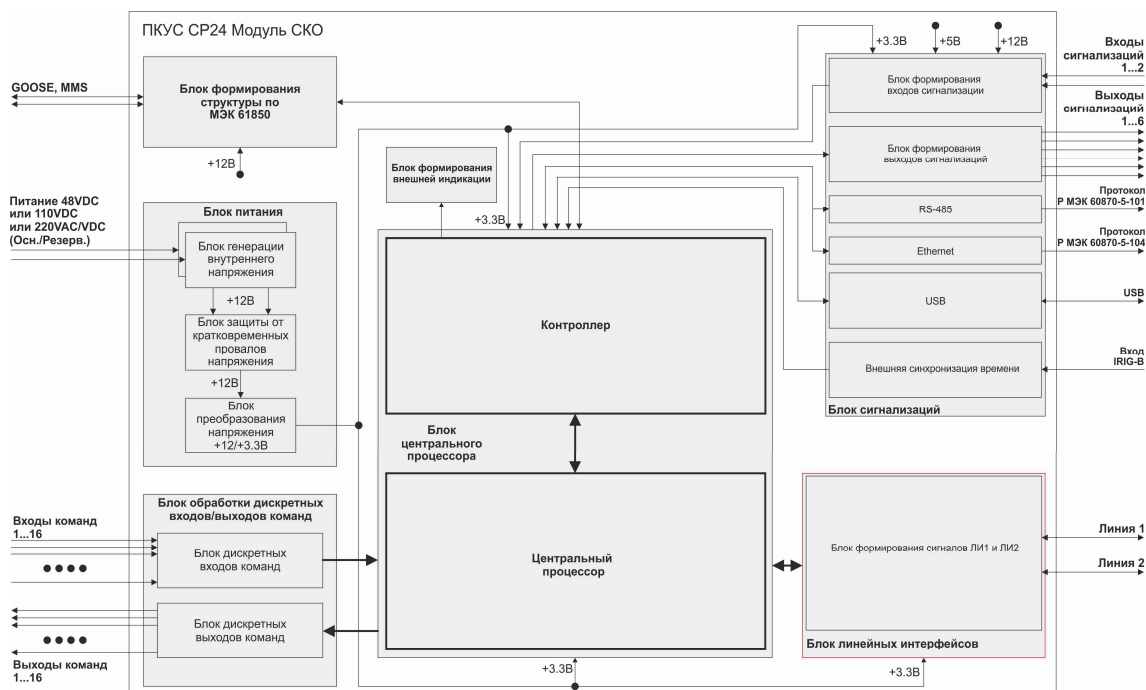 ПКУС СР24 Модуль СКО
GOOSE, MMS
Блок формирования
структуры по
МЭК 61850
+12В
Питание 48VDC
или 110VDC
или 220VAC/VDC
(Осн./Резерв.)
Блок питания
Блок генерации
внутреннего
напряжения
+12В
Блок защиты от
кратковременных
провалов
напряжения
+12В
Блок
преобразования
напряжения
+12/+3.3В
Блок обработки дискретных
входов/выходов команд
Входы команд
1...16
Блок дискретных
входов команд
Блок дискретных
выходов команд
Выходы команд
1...16
Блок формирования
внешней индикации
+3.3В
Контроллер
Блок
центрального
процессора
Центральный
процессор
+3.3В
+3.3В
+5В
+12В
Блок формирования
входов сигнализации
Блок формирования
выходов сигнализаций
RS-485
Ethernet
USB
Внешняя синхронизация времени
Блок сигнализаций
Входы
сигнализаций
1...2
Выходы
сигнализаций
1...6
Протокол
Р МЭК 60870-5-101
Протокол
Р МЭК 60870-5-104
USB
Вход
IRIG-B
Блок формирования сигналов ЛИ1 и ЛИ2
Блок линейных интерфейсов
Линия 1
Линия 2
+3.3В